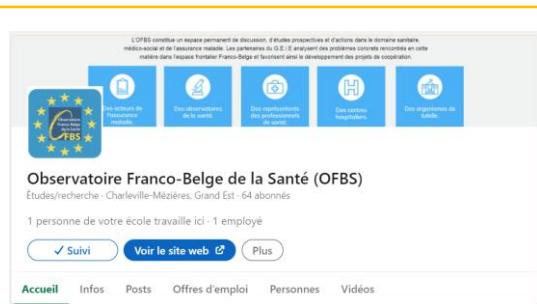 L'OFBS constitue un espace permanent de discussion, d'études prospectives et d'actions dans le domaine sanitaire,
médico-social et de l'assurance maladie. Les partenaires du G.E.I.E analysent des problèmes concrets rencontrés en cette
matière dans l'espace frontalier Franco-Belge et favorisent ainsi le développement des projets de coopération.
Des acteurs de l'assurance maladie.
Des observatoires de la santé.
Des représentants des professionnels de santé.
Des centres hospitaliers.
Des organismes de tutelle.
Observatoire
Franco-Belge
de la Santé
OFBS
Observatoire Franco-Belge de la Santé (OFBS)
Études/recherche · Charleville-Mézières, Grand Est · 64 abonnés
1 personne de votre école travaille ici · 1 employé
Suivi Voir le site web Plus
Accueil Infos Posts Offres d'emploi Personnes Vidéos